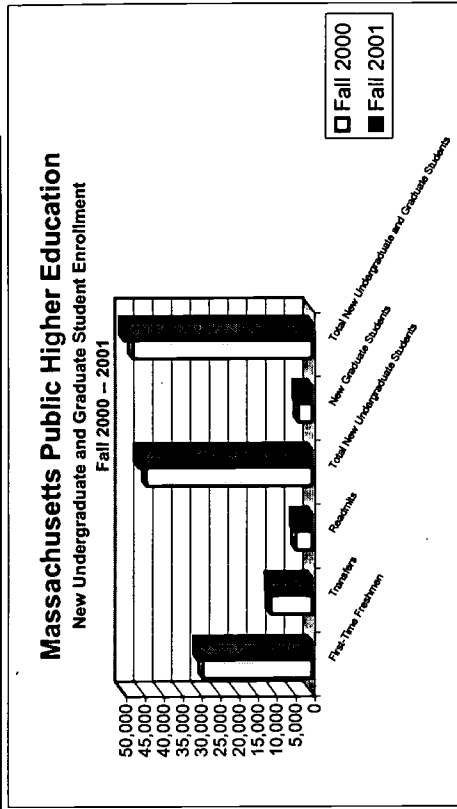 Massachusetts Public Higher Education
New Undergraduate and Graduate Student Enrollment
Fall 2000 – 2001
50,000
45,000
40,000
35,000
30,000
25,000
20,000
15,000
10,000
5,000
0
First-Time Freshmen
Transfers
Readmits
Total New Undergraduate Students
New Graduate Students
Total New Undergraduate and Graduate Students
Fall 2000
Fall 2001